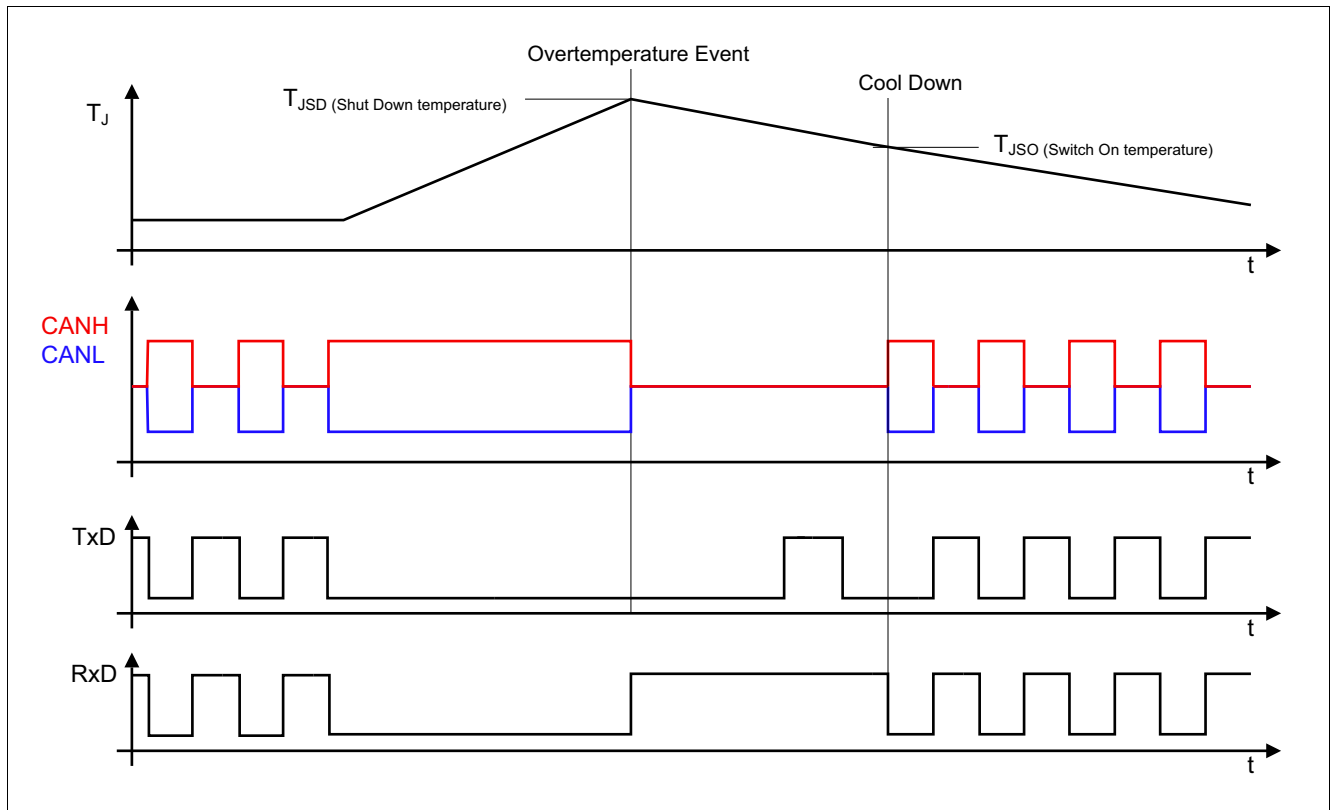 Overtemperature Event
Cool Down
TJSD (Shut Down temperature)
TJ
TJSO (Switch On temperature)
t
CANH
CANL
t
TxD
t
RxD
t